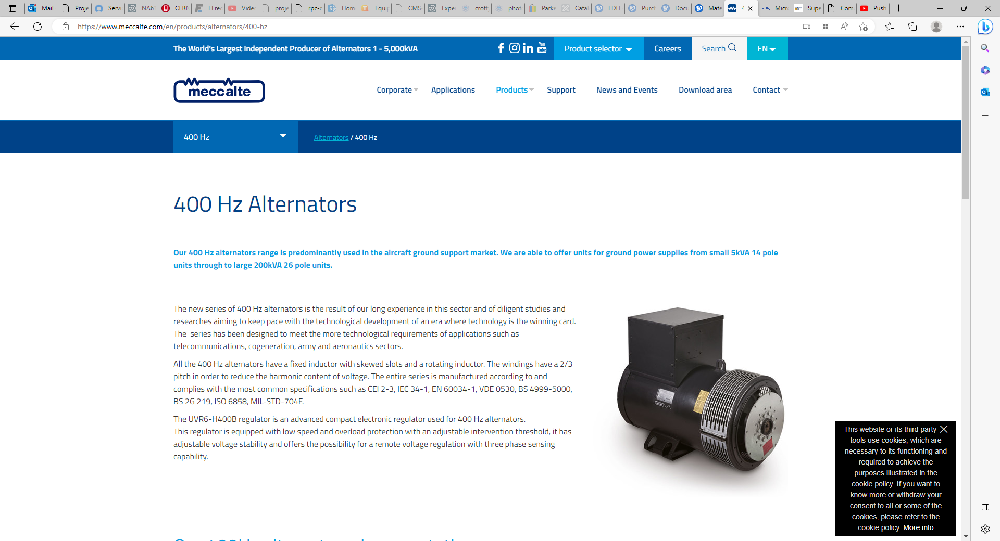 Mail
Proje
Servi
NA6
CERN
EFree
Video
proje
rpc-c
Hom
Equip
CMS-
Expe
crott
phot
Parke
Catal
EDH
Purch
Docu
Mate
4
Micr
Supe
Com
Push
https://www.meccalte.com/en/products/alternators/400-hz
The World's Largest Independent Producer of Alternators 1 - 5,000kVA
You Tube
Product selector
Careers
Search
EN
meccalte
Corporate
Applications
Products
Support
News and Events
Download area
Contact
400 Hz
Alternators / 400 Hz
400 Hz Alternators
Our 400 Hz alternators range is predominantly used in the aircraft ground support market. We are able to offer units for ground power supplies from small 5kVA 14 pole
units through to large 200kVA 26 pole units.
The new series of 400 Hz alternators is the result of our long experience in this sector and of diligent studies and
researches aiming to keep pace with the technological development of an era where technology is the winning card.
The  series has been designed to meet the more technological requirements of applications such as
telecommunications, cogeneration, army and aeronautics sectors.
All the 400 Hz alternators have a fixed inductor with skewed slots and a rotating inductor. The windings have a 2/3
pitch in order to reduce the harmonic content of voltage. The entire series is manufactured according to and
complies with the most common specifications such as CEI 2-3, IEC 34-1, EN 60034-1, VDE 0530, BS 4999-5000,
BS 2G 219, ISO 6858, MIL-STD-704F.
The UVR6-H400B regulator is an advanced compact electronic regulator used for 400 Hz alternators.
This regulator is equipped with low speed and overload protection with an adjustable intervention threshold, it has
adjustable voltage stability and offers the possibility for a remote voltage regulation with three phase sensing
capability.
This website or its third party
tools use cookies, which are
necessary to its functioning and
required to achieve the
purposes illustrated in the
cookie policy. If you want to
know more or withdraw your
consent to all or some of the
cookies, please refer to the
cookie policy. More info